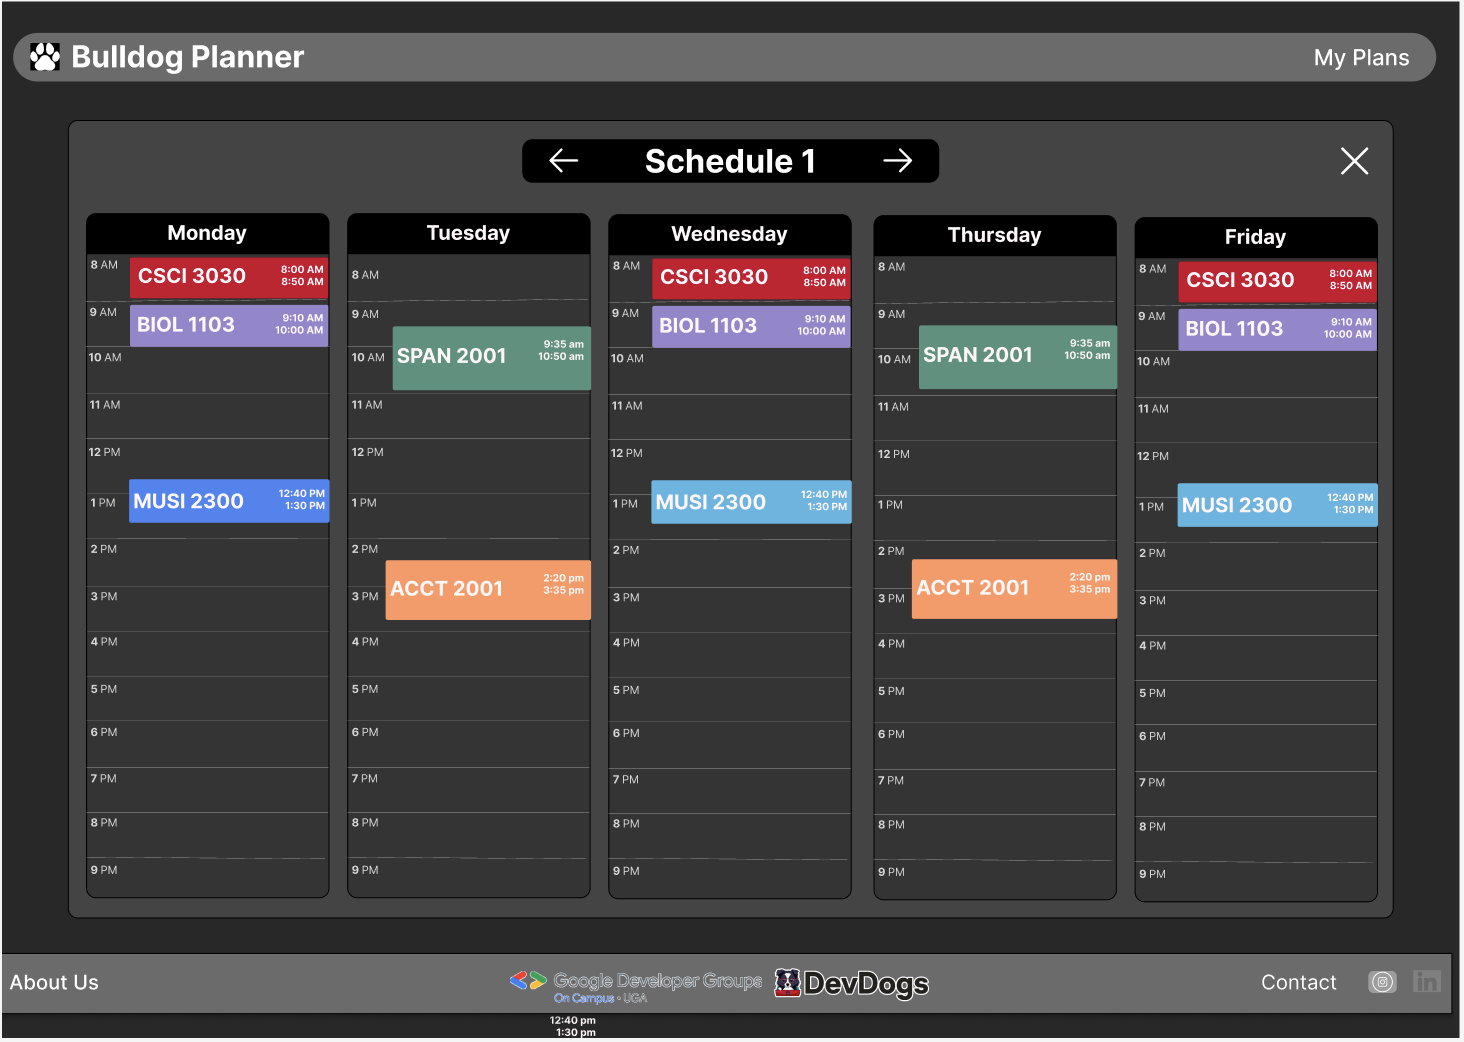 Bulldog Planner
My Plans
Schedule 1
Monday
8 AM
CSCI 3030
8:00 AM
8:50 AM
9 AM
BIOL 1103
9:10 AM
10:00 AM
10 AM
11 AM
12 PM
1 PM
MUSI 2300
12:40 PM
1:30 PM
2 PM
3 PM
4 PM
5 PM
6 PM
7 PM
8 PM
9 PM
Tuesday
8 AM
9 AM
SPAN 2001
9:35 am
10:50 am
10 AM
11 AM
12 PM
1 PM
2 PM
ACCT 2001
2:20 pm
3:35 pm
3 PM
4 PM
5 PM
6 PM
7 PM
8 PM
9 PM
Wednesday
8 AM
CSCI 3030
8:00 AM
8:50 AM
9 AM
BIOL 1103
9:10 AM
10:00 AM
10 AM
11 AM
12 PM
1 PM
MUSI 2300
12:40 PM
1:30 PM
2 PM
3 PM
4 PM
5 PM
6 PM
7 PM
8 PM
9 PM
Thursday
8 AM
9 AM
SPAN 2001
9:35 am
10:50 am
10 AM
11 AM
12 PM
1 PM
2 PM
ACCT 2001
2:20 pm
3:35 pm
3 PM
4 PM
5 PM
6 PM
7 PM
8 PM
9 PM
Friday
8 AM
CSCI 3030
8:00 AM
8:50 AM
9 AM
BIOL 1103
9:10 AM
10:00 AM
10 AM
11 AM
12 PM
1 PM
MUSI 2300
12:40 PM
1:30 PM
2 PM
3 PM
4 PM
5 PM
6 PM
7 PM
8 PM
9 PM
About Us
Google Developer Groups
On Campus • UGA
DevDogs
Contact
in
12:40 pm
1:30 pm